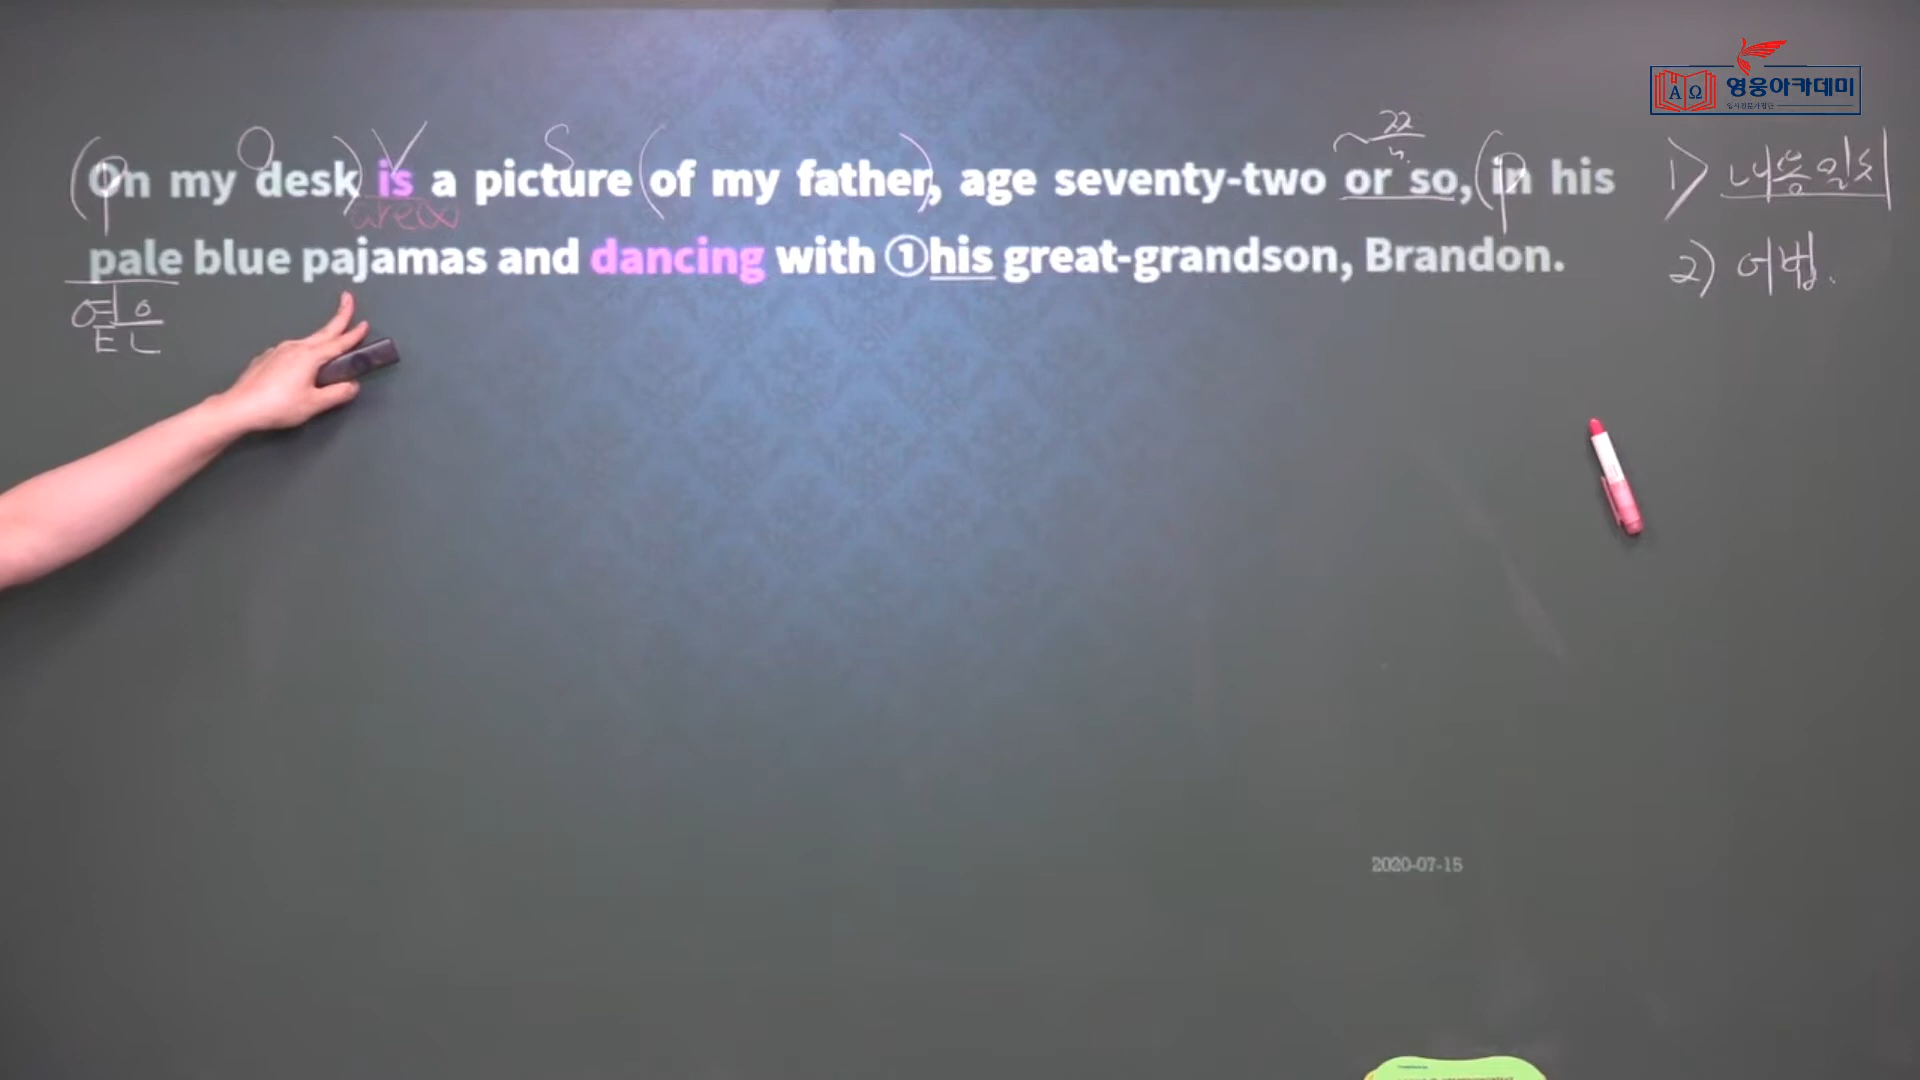 영웅아카데미
O V S
On my desk is a picture of my father, age seventy-two or so, in his
are(x)
pale blue pajamas and dancing with ①his great-grandson, Brandon.
1) 내용일치
2) 어법.
2020-07-15